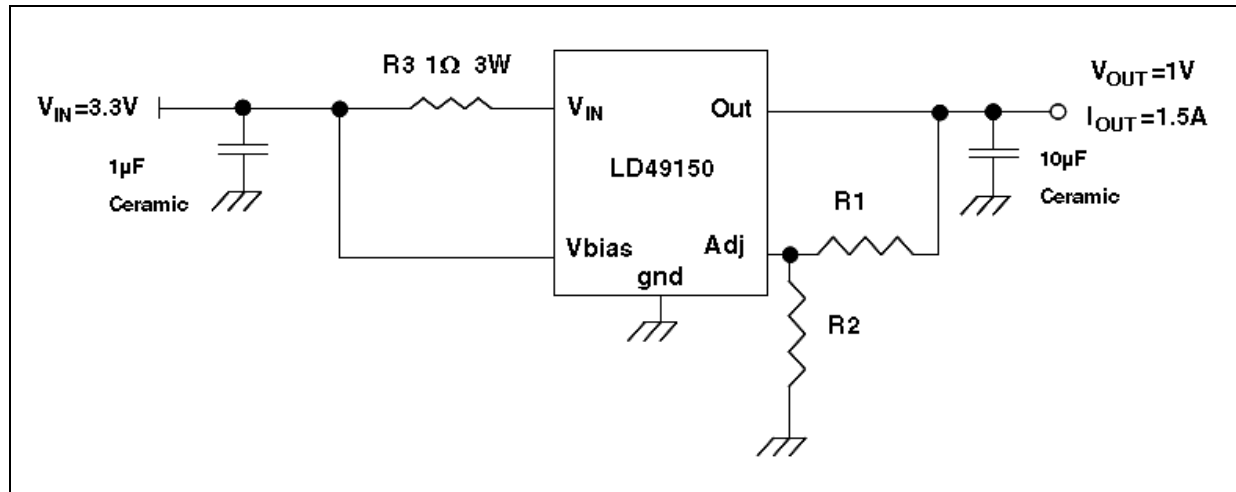 R3 1Ω 3W
V_IN=3.3V
1µF
Ceramic
V_IN
Out
LD49150
Vbias
Adj
gnd
R1
R2
V_OUT=1V
I_OUT=1.5A
10µF
Ceramic